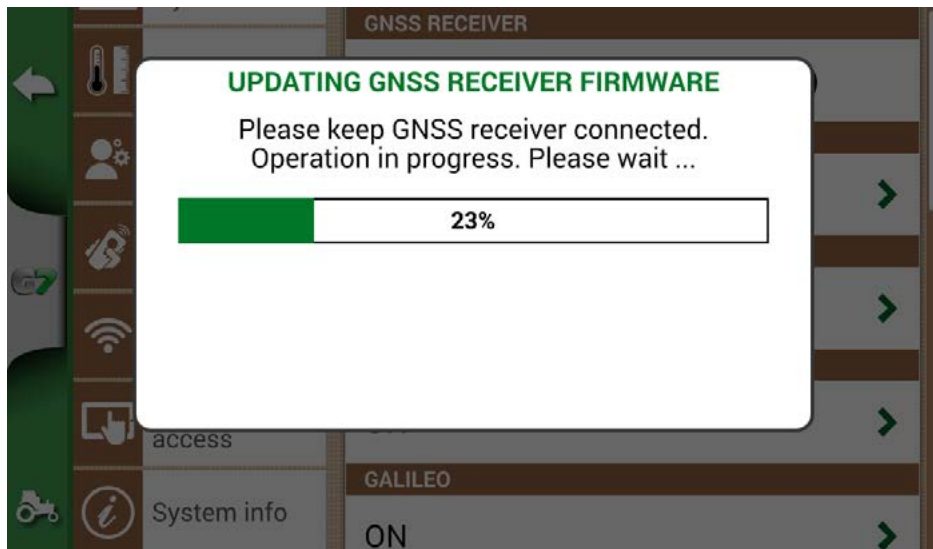 GNSS RECEIVER
UPDATING GNSS RECEIVER FIRMWARE
Please keep GNSS receiver connected.
Operation in progress. Please wait ...
23%
G7
access
System info
GALILEO
ON